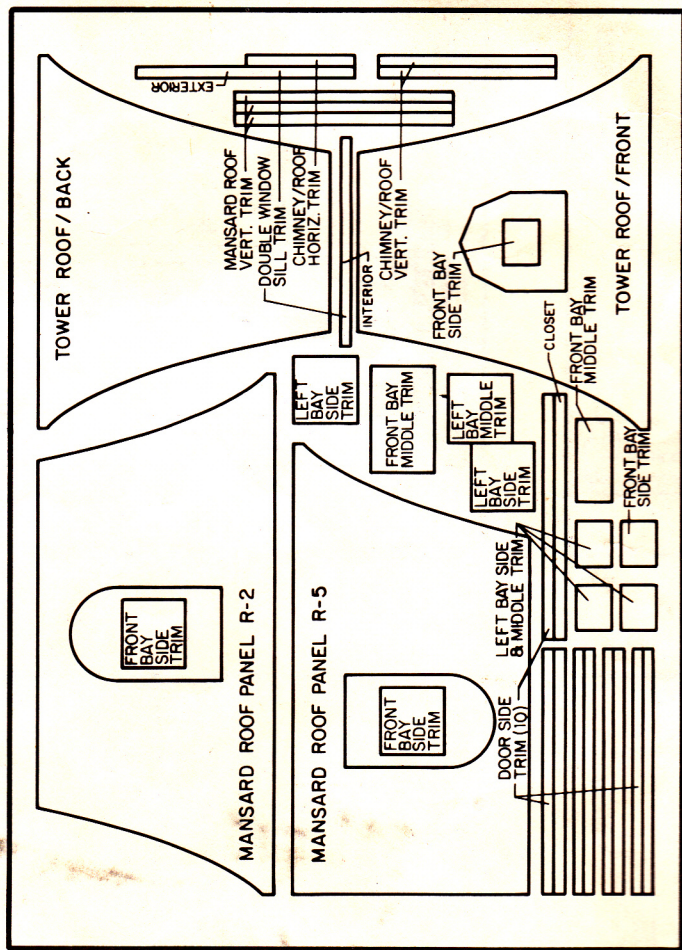 TOWER ROOF/BACK
EXTERIOR
MANSARD ROOF
VERT. TRIM
DOUBLE WINDOW
SILL TRIM
CHIMNEY/ROOF
HORIZ. TRIM
INTERIOR
CHIMNEY/ROOF
VERT. TRIM
FRONT BAY
SIDE TRIM
TOWER ROOF/FRONT
LEFT
BAY
SIDE
TRIM
FRONT BAY
MIDDLE TRIM
LEFT
BAY
MIDDLE
TRIM
LEFT
BAY
SIDE
TRIM
CLOSET
FRONT BAY
MIDDLE TRIM
FRONT BAY
SIDE TRIM
LEFT BAY SIDE
& MIDDLE TRIM
FRONT
BAY
SIDE
TRIM
MANSARD ROOF PANEL R-2
MANSARD ROOF PANEL R-5
FRONT
BAY
SIDE
TRIM
DOOR SIDE
TRIM (10)